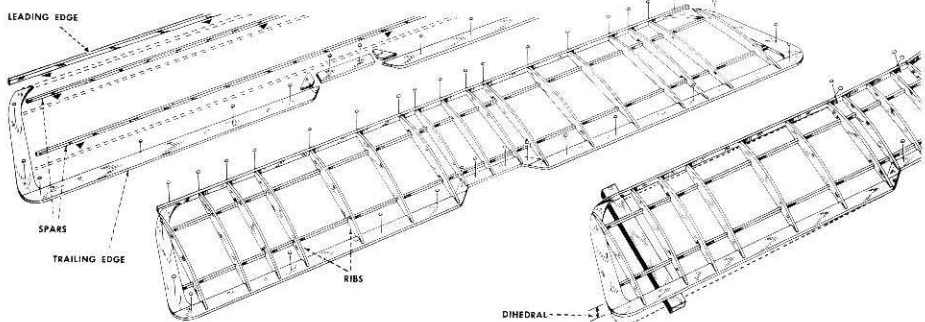 LEADING EDGE
SPARS
TRAILING EDGE
RIBS
DIHEDRAL